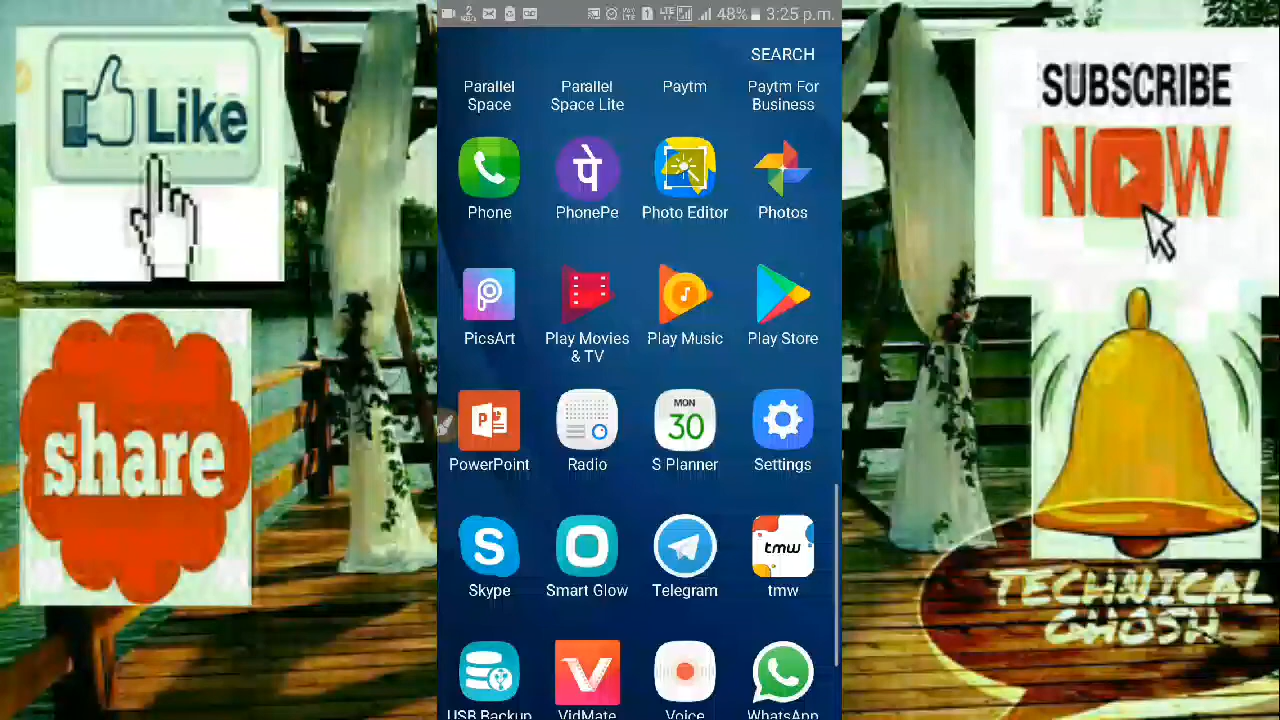 Like
share
2
48% 3:25 p.m.
SEARCH
Parallel Space
Parallel Space Lite
Paytm
Paytm For Business
Phone
पे
PhonePe
Photo Editor
Photos
PicsArt
Play Movies & TV
Play Music
Play Store
P
PowerPoint
Radio
MON
30
S Planner
Settings
S
Skype
Smart Glow
Telegram
tmw
tmw
USB Backup
VidMate
Voice
WhatsApp
SUBSCRIBE
NOW
TECHNICAL
GHOSH